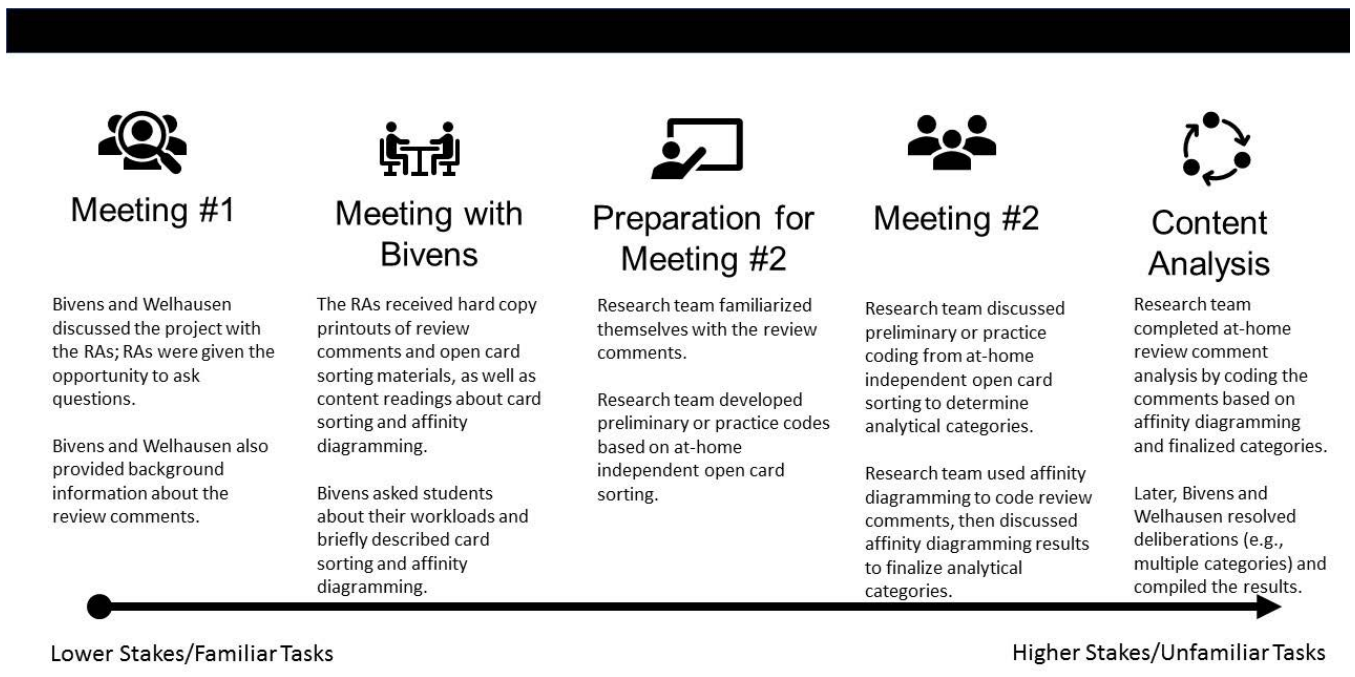 Meeting #1
Bivens and Welhausen
discussed the project with
the RAs; RAs were given the
opportunity to ask
questions.
Bivens and Welhausen also
provided background
information about the
review comments.
Meeting with
Bivens
The RAs received hard copy
printouts of review
comments and open card
sorting materials, as well as
content readings about card
sorting and affinity
diagramming.
Bivens asked students
about their workloads and
briefly described card
sorting and affinity
diagramming.
Preparation for
Meeting #2
Research team familiarized
themselves with the review
comments.
Research team developed
preliminary or practice codes
based on at-home
independent open card
sorting.
Meeting #2
Research team discussed
preliminary or practice
coding from at-home
independent open card
sorting to determine
analytical categories.
Research team used affinity
diagramming to code review
comments, then discussed
affinity diagramming results
to finalize analytical
categories.
Content
Analysis
Research team
completed at-home
review comment
analysis by coding the
comments based on
affinity diagramming
and finalized categories.
Later, Bivens and
Welhausen resolved
deliberations (e.g.,
multiple categories) and
compiled the results.
Lower Stakes/Familiar Tasks
Higher Stakes/Unfamiliar Tasks